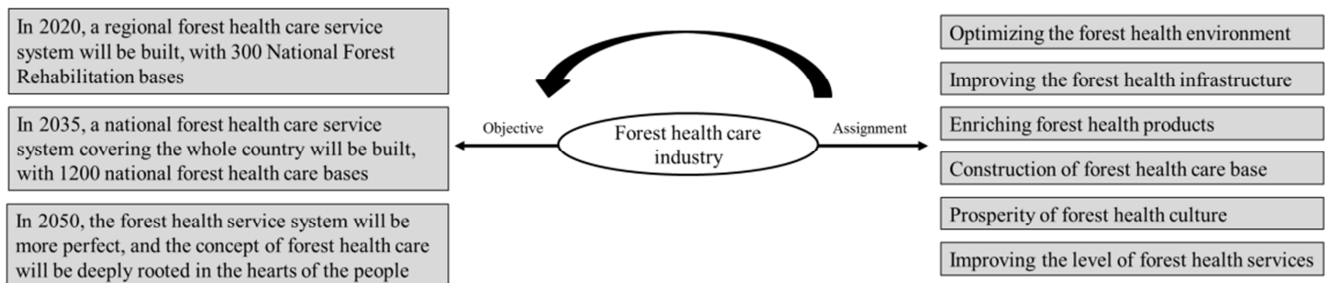 In 2020, a regional forest health care service
system will be built, with 300 National Forest
Rehabilitation bases
In 2035, a national forest health care service
system covering the whole country will be built,
with 1200 national forest health care bases
In 2050, the forest health service system will be
more perfect, and the concept of forest health care
will be deeply rooted in the hearts of the people
Objective
Forest health care
industry
Assignment
Optimizing the forest health environment
Improving the forest health infrastructure
Enriching forest health products
Construction of forest health care base
Prosperity of forest health culture
Improving the level of forest health services